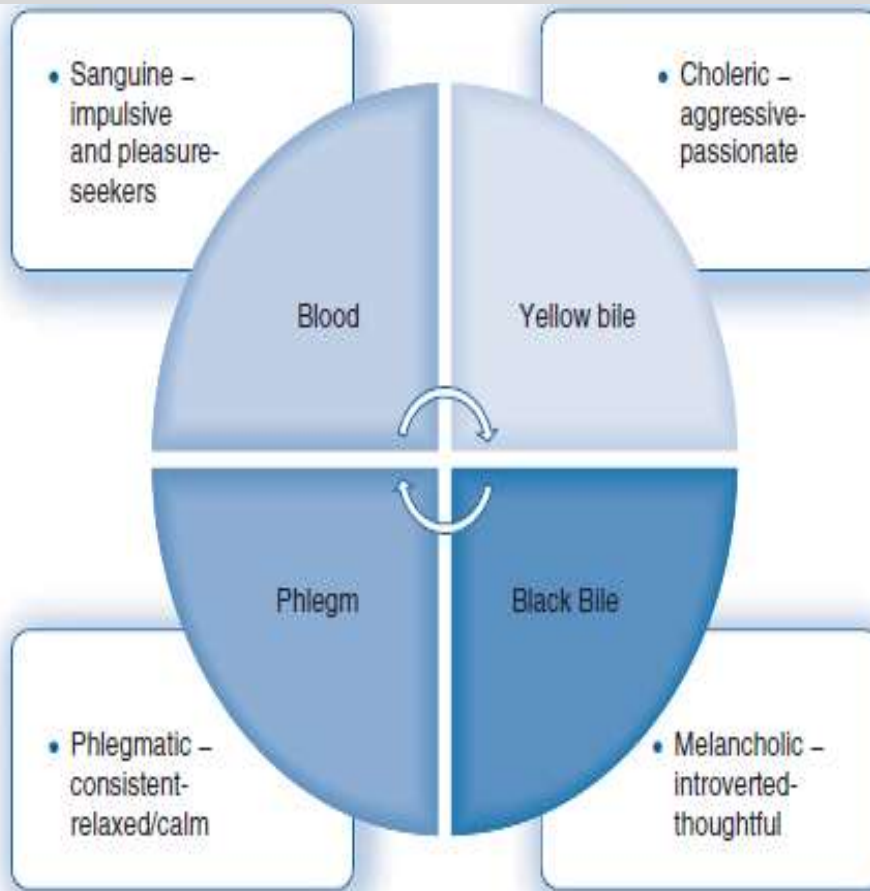 • Sanguine –
impulsive
and pleasure-
seekers
• Choleric –
aggressive-
passionate
Blood
Yellow bile
Phlegm
Black Bile
• Phlegmatic –
consistent-
relaxed/calm
• Melancholic –
introverted-
thoughtful